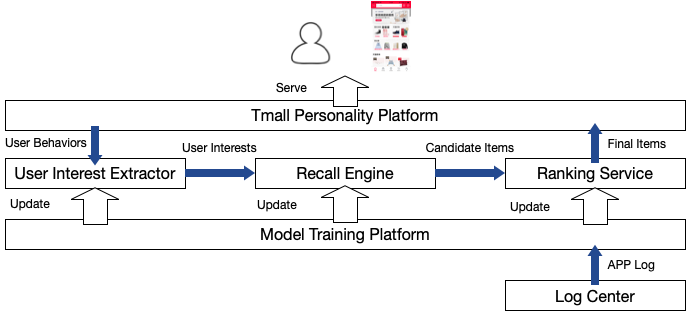 Serve
Tmall Personality Platform
User Behaviors
User Interests
Candidate Items
Final Items
User Interest Extractor
Recall Engine
Ranking Service
Update
Update
Update
Model Training Platform
APP Log
Log Center